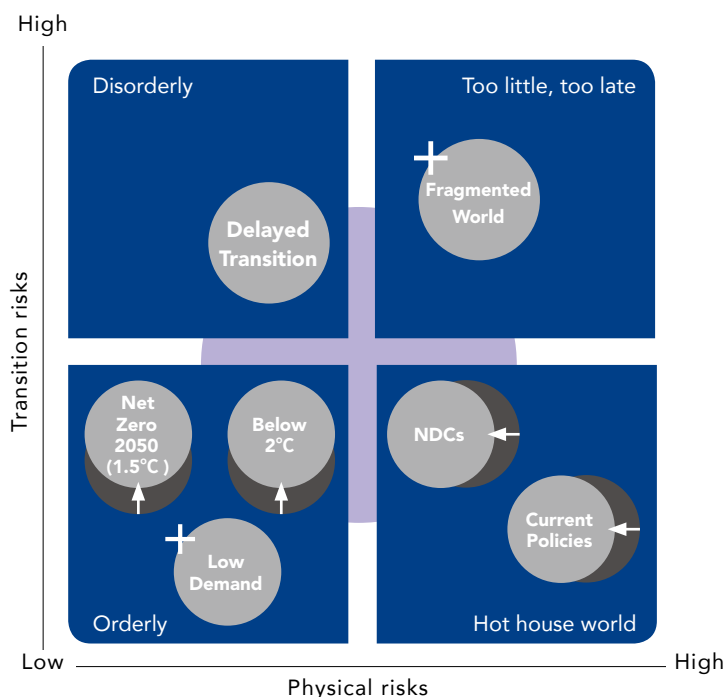 High
Disorderly
Too little, too late
Fragmented
World
Delayed
Transition
Transition risks
Net
Zero
2050
(1.5°C )
Below
2°C
NDCs
Current
Policies
Low
Demand
Orderly
Hot house world
Low
High
Physical risks